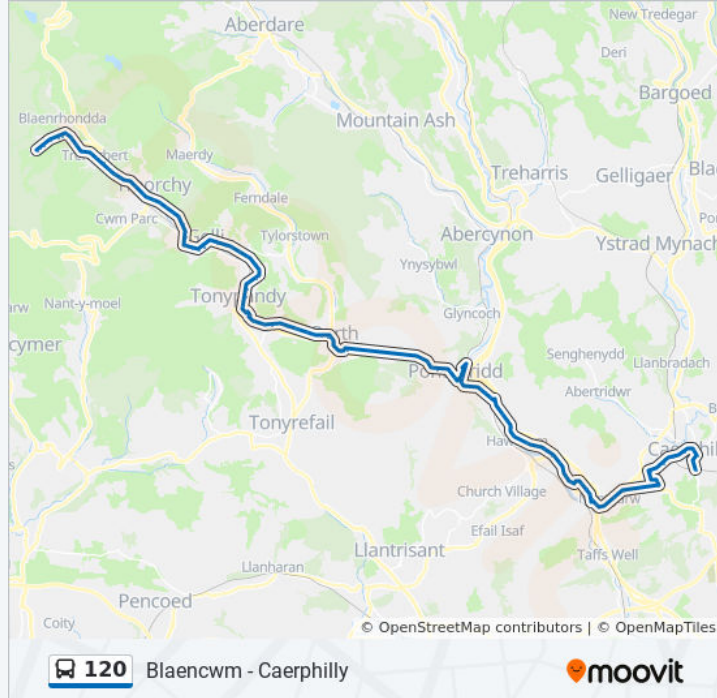 New Tredegar
Aberdare
Deri
Bargoed
Blaenrhondda
Mountain Ash
Maerdy
Treharris
Gelligaer
Ferndale
Cwm Parc
Tylorstown
Abercynon
Ystrad Mynach
Ynysybwl
Nant-y-moel
Glyncoch
Senghenydd
Llanbradach
Abertridwr
Tonyrefail
Church Village
Efail Isaf
Llantrisant
Taffs Well
Llanharan
Pencoed
Coity
© OpenStreetMap contributors | © OpenMapTiles
120 Blaencwm - Caerphilly
moovit